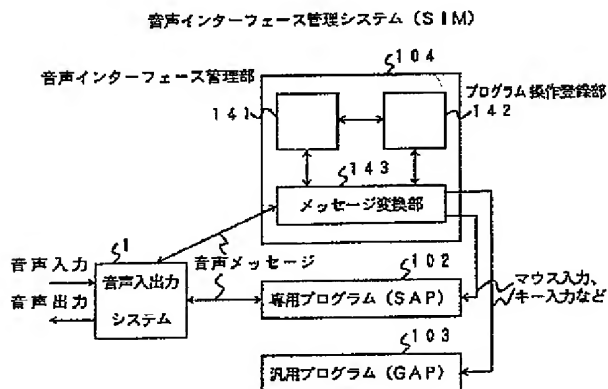 音声インターフェース管理システム(SIM)
104
音声インターフェース管理部
プログラム操作登録部
141
142
143
メッセージ変換部
1
音声メッセージ
音声入力
音声出力
音声入出力
システム
102
専用プログラム(SAP)
マウス入力、
キー入力など
103
汎用プログラム(GAP)